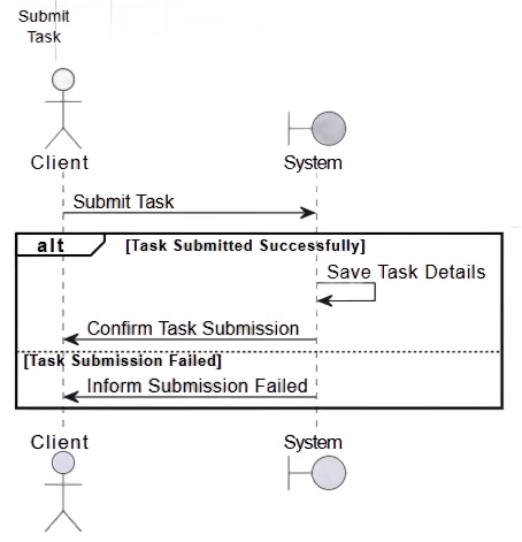 Submit
Task
Client
System
Submit Task
alt
[Task Submitted Successfully]
Save Task Details
Confirm Task Submission
[Task Submission Failed]
Inform Submission Failed
Client
System